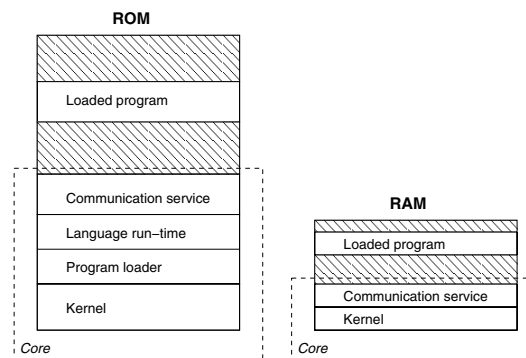 ROM
Loaded program
Communication service
Language run-time
Program loader
Kernel
Core
RAM
Loaded program
Communication service
Kernel
Core